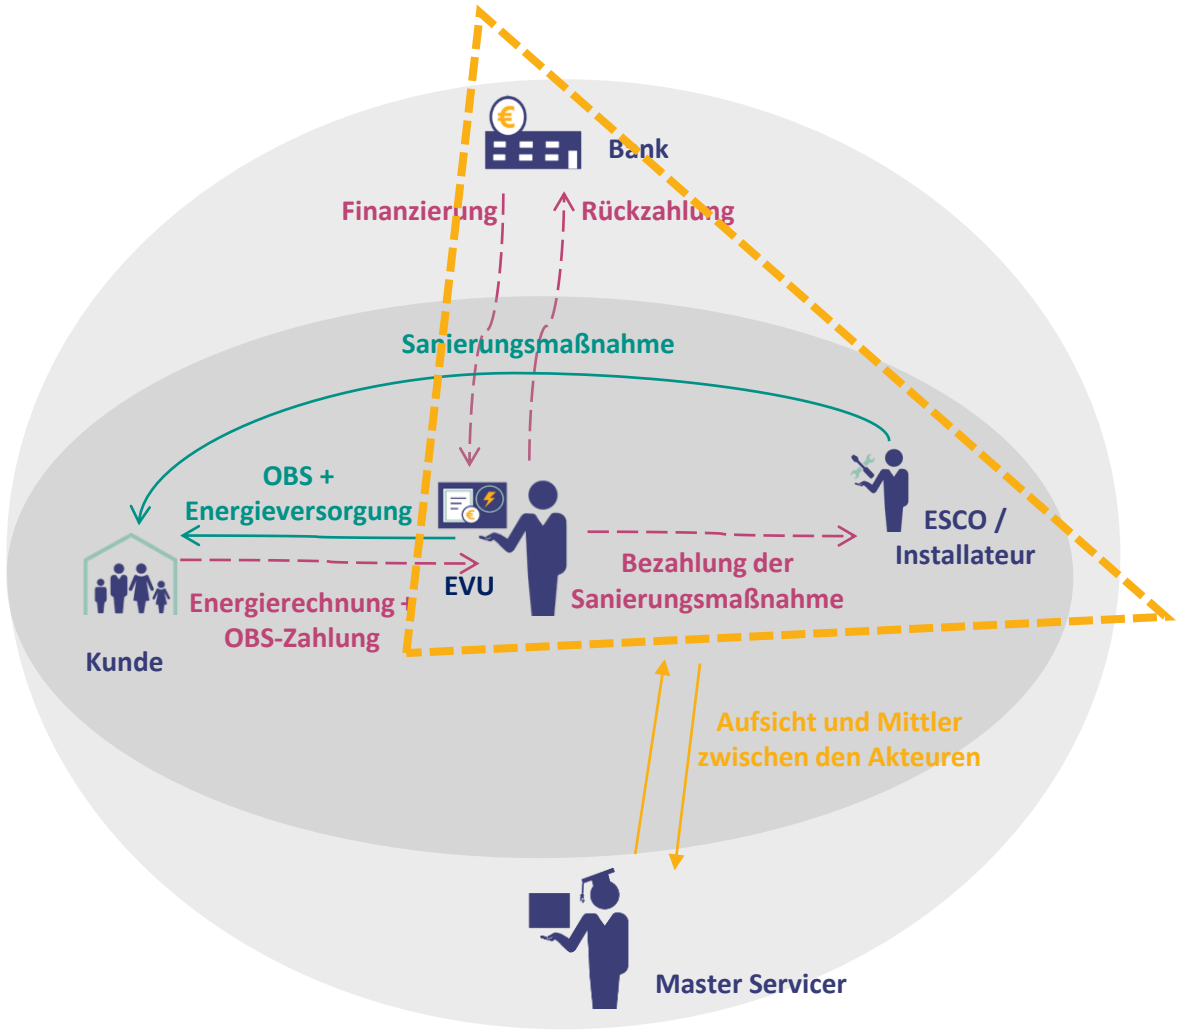 €
Bank
Finanzierung
Rückzahlung
Sanierungsmaßnahme
OBS +
Energieversorgung
€
EVU
ESCO /
Installateur
Bezahlung der
Sanierungsmaßnahme
Energierechnung +
OBS-Zahlung
Kunde
Aufsicht und Mittler
zwischen den Akteuren
Master Servicer